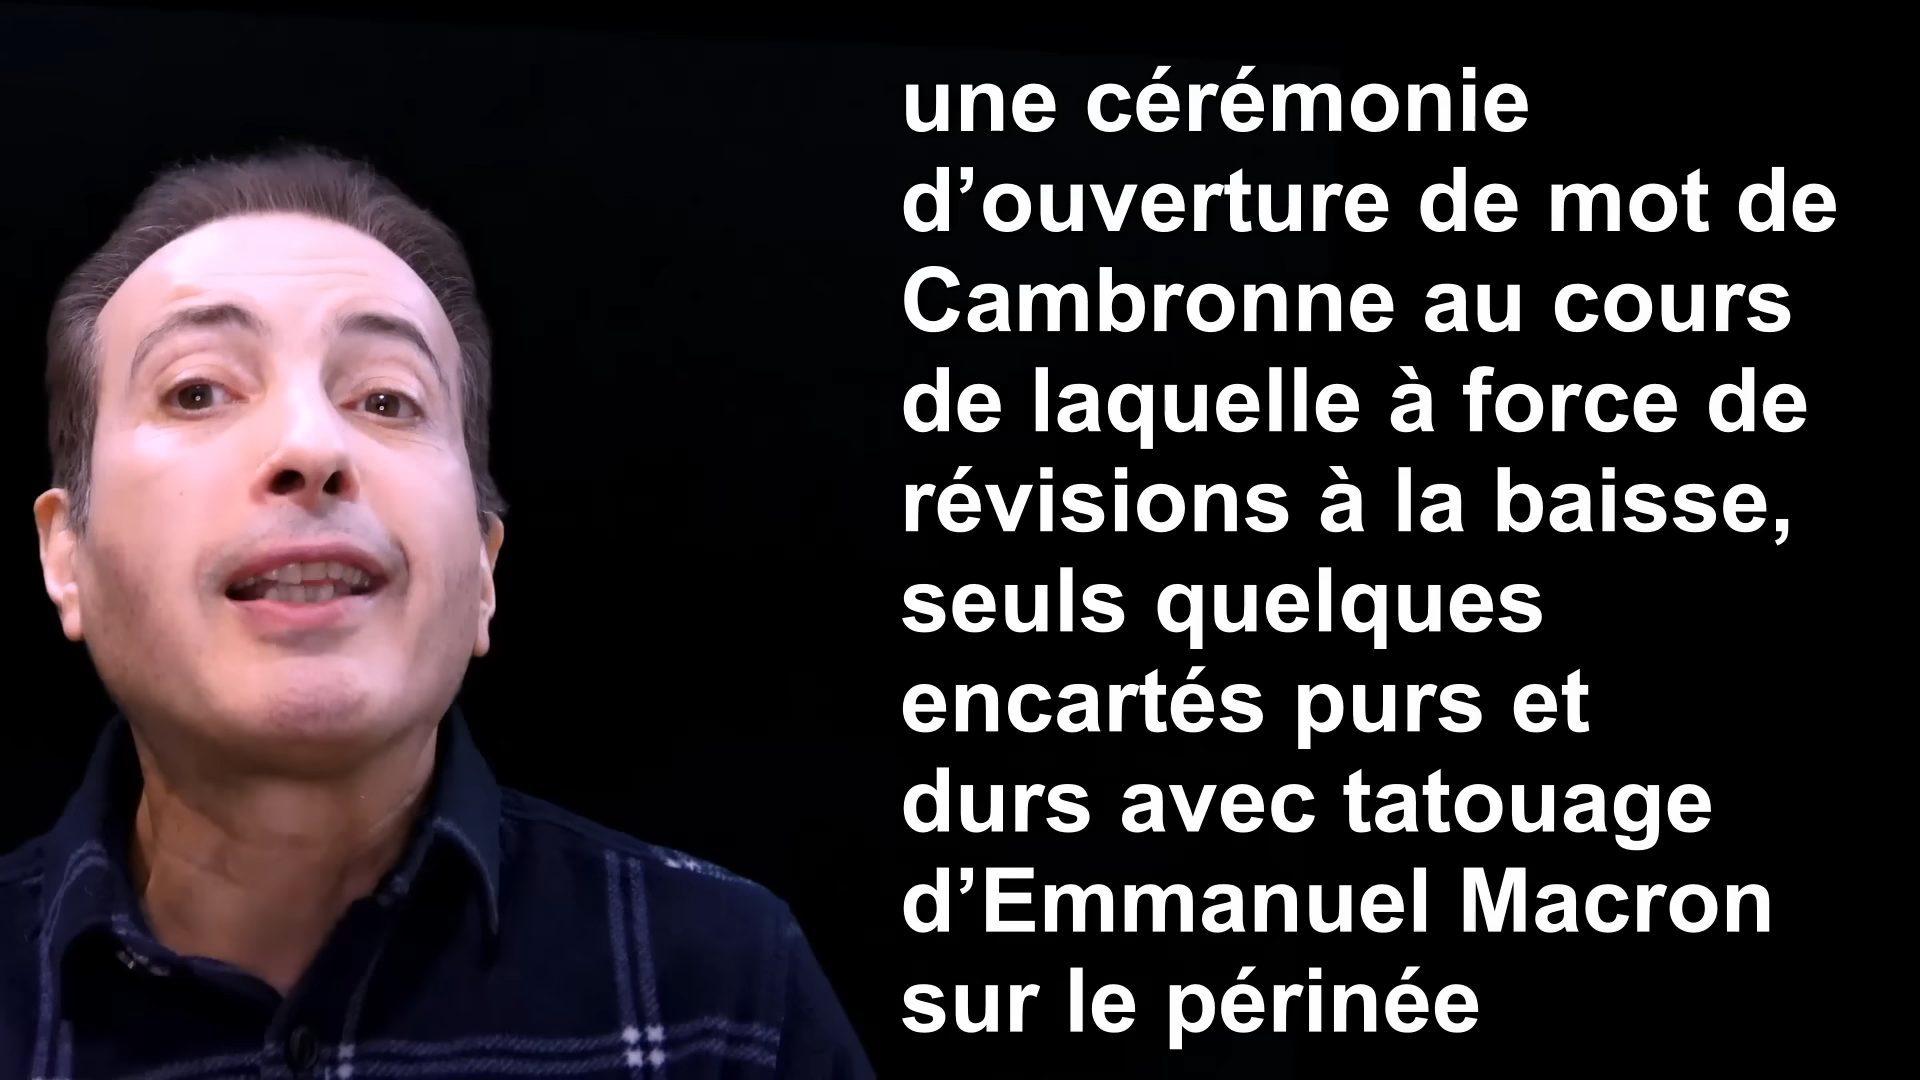 une cérémonie
d’ouverture de mot de
Cambronne au cours
de laquelle à force de
révisions à la baisse,
seuls quelques
encartés purs et
durs avec tatouage
d’Emmanuel Macron
sur le périnée